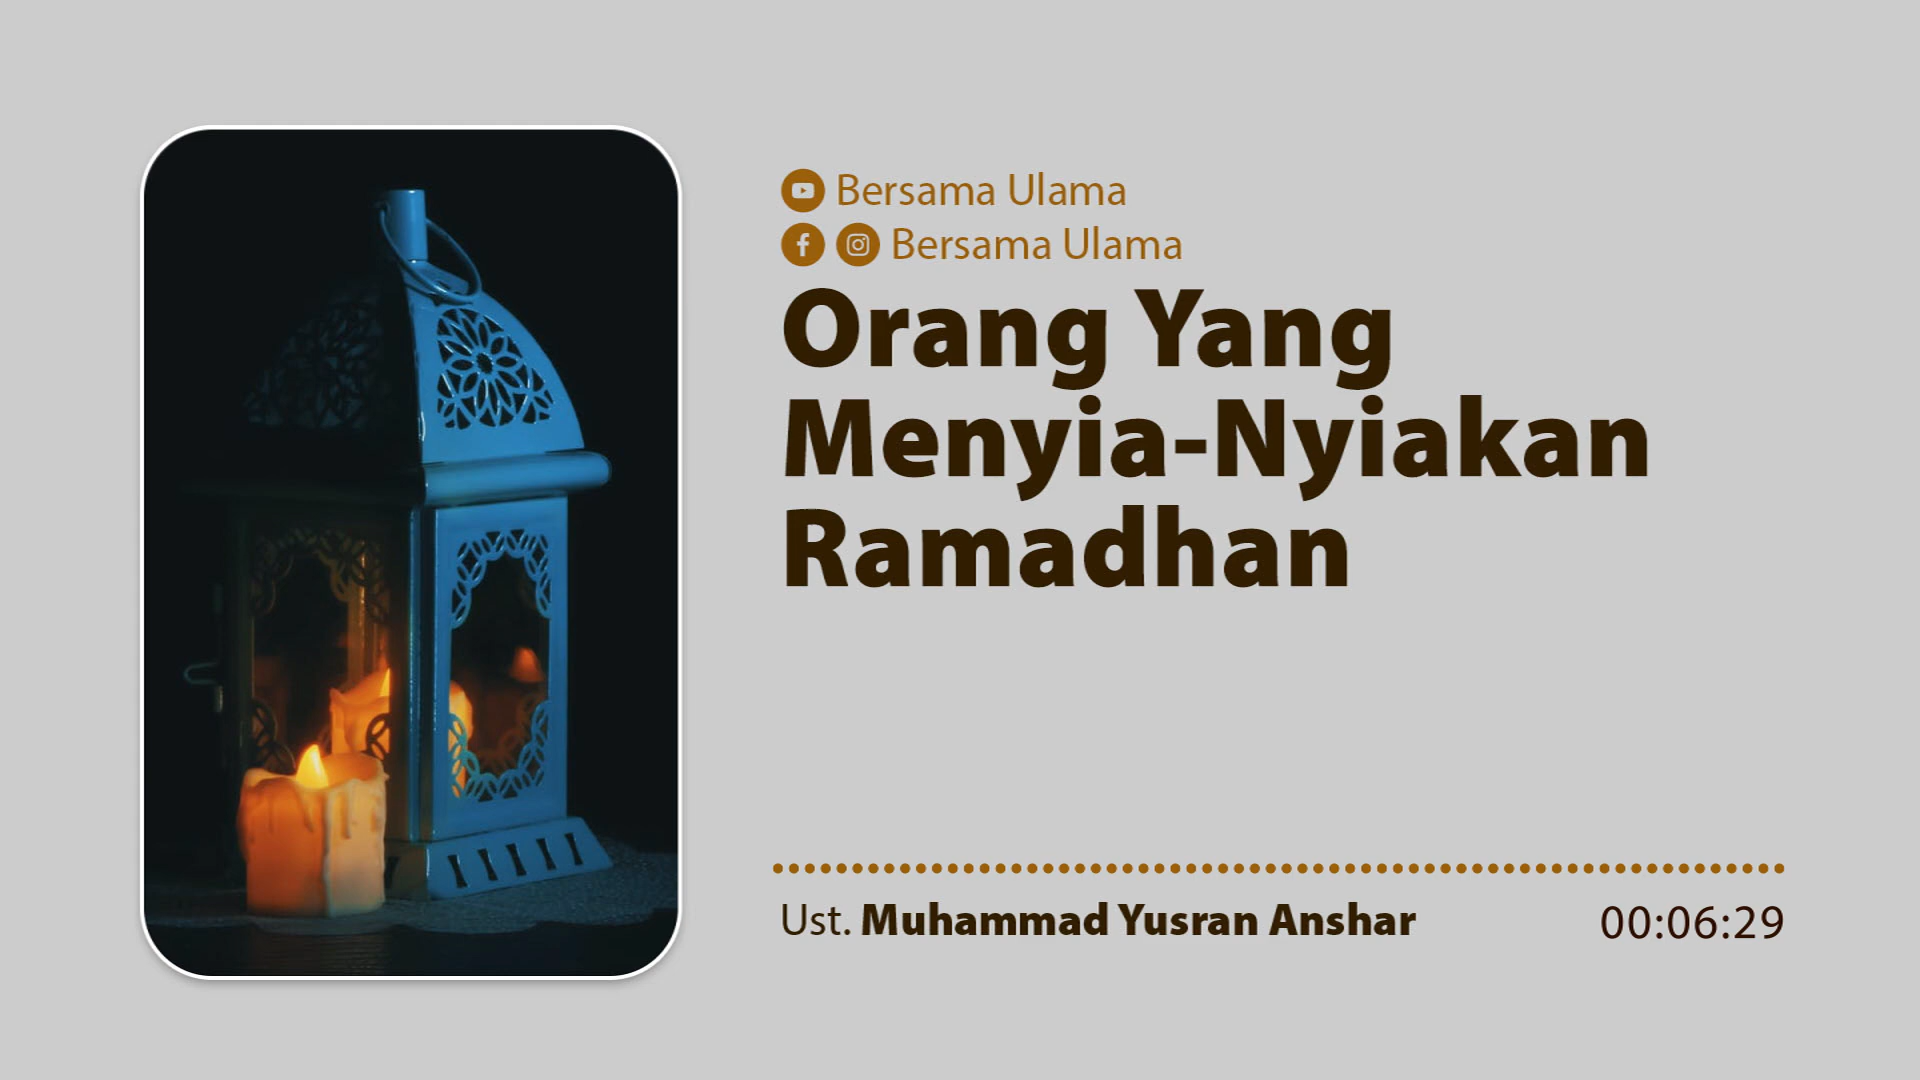 Bersama Ulama
Bersama Ulama
Orang Yang
Menyia-Nyiakan
Ramadhan
Ust. Muhammad Yusran Anshar
00:06:29